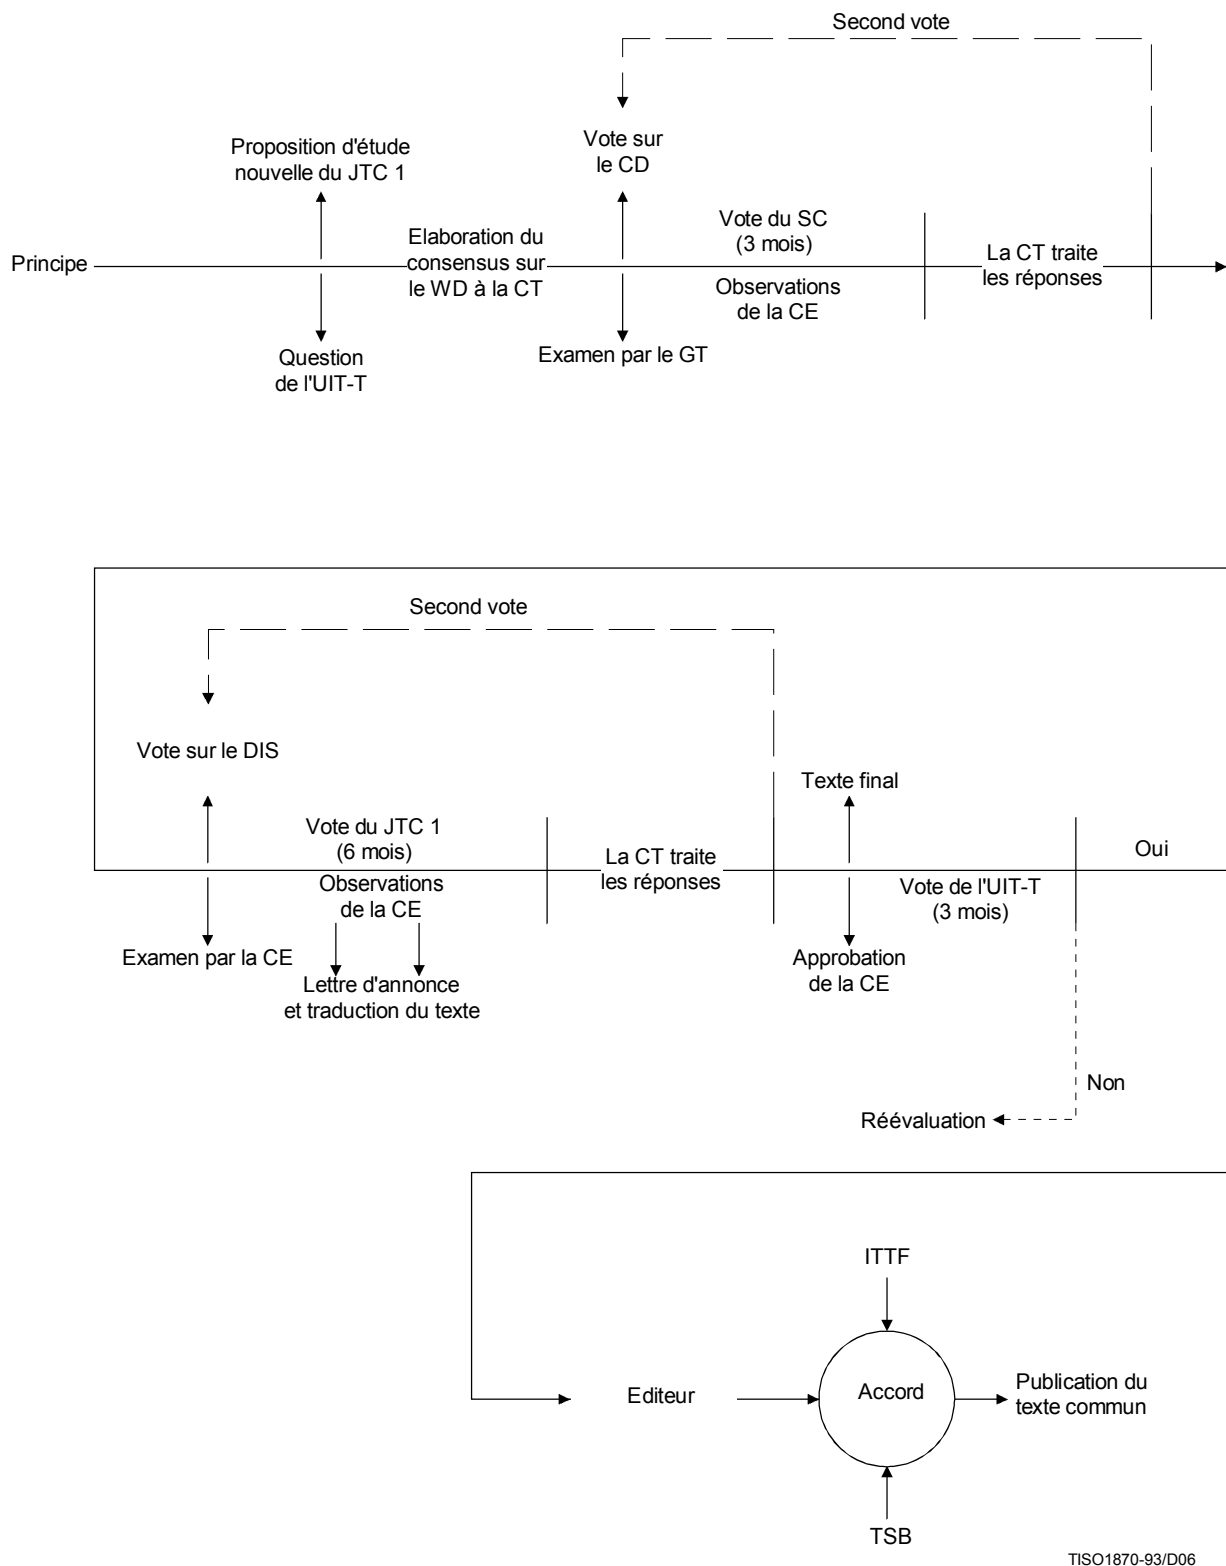 Second vote
Proposition d'étude
nouvelle du JTC 1
Vote sur
le CD
Principe
Elaboration du
consensus sur
le WD à la CT
Vote du SC
(3 mois)
Observations
de la CE
La CT traite
les réponses
Question
de l'UIT-T
Examen par le GT
Second vote
Vote sur le DIS
Texte final
Vote du JTC 1
(6 mois)
Observations
de la CE
La CT traite
les réponses
Vote de l'UIT-T
(3 mois)
Oui
Examen par la CE
Lettre d'annonce
et traduction du texte
Approbation
de la CE
Non
Réévaluation
ITTF
Editeur
Accord
Publication du
texte commun
TSB
TISO1870-93/D06